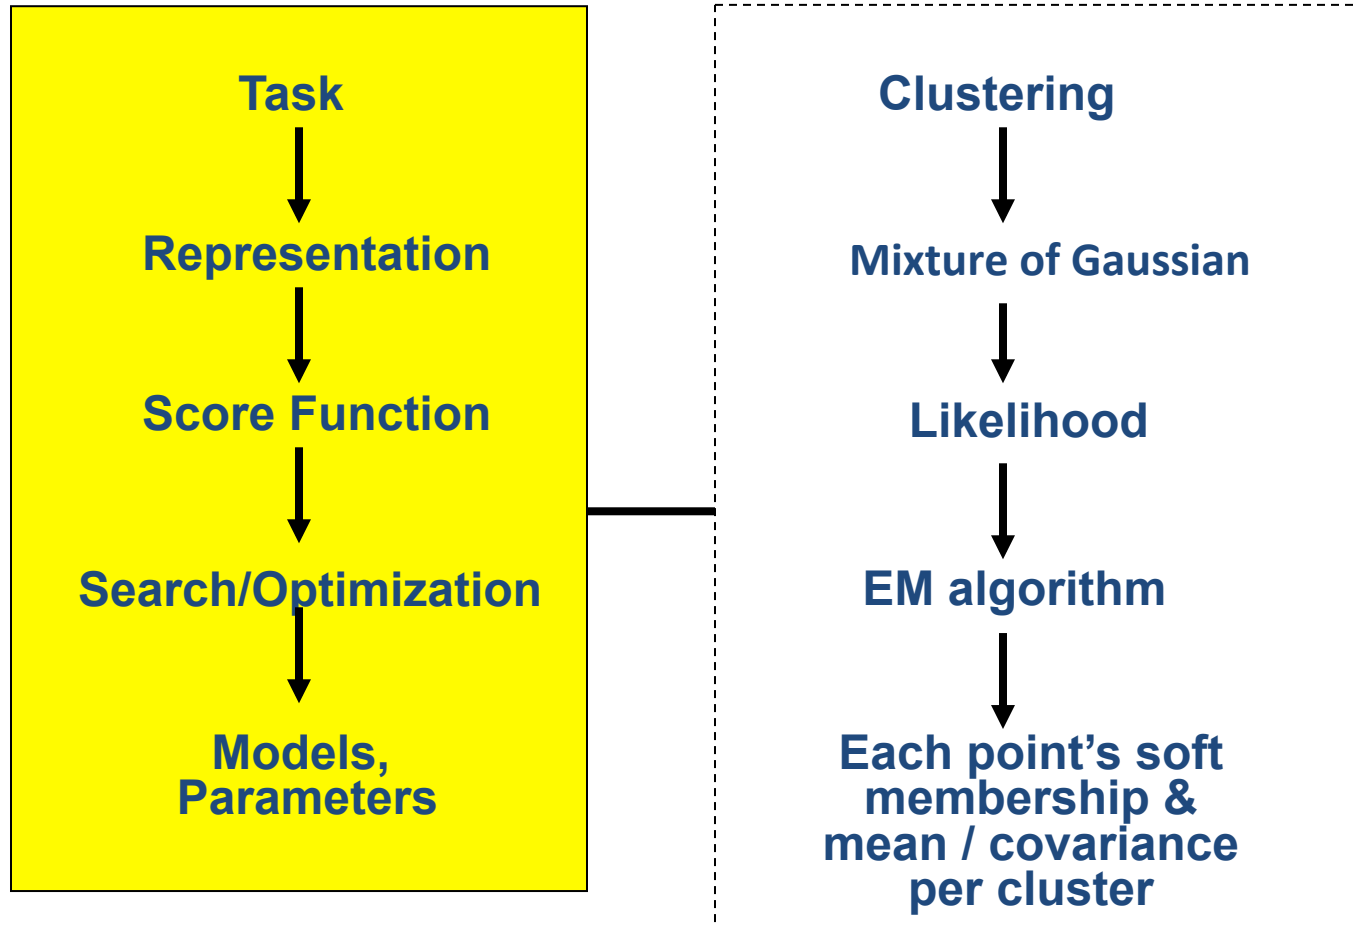 Task
Representation
Score Function
Search/Optimization
Models,
Parameters
Clustering
Mixture of Gaussian
Likelihood
EM algorithm
Each point’s soft
membership &
mean / covariance
per cluster